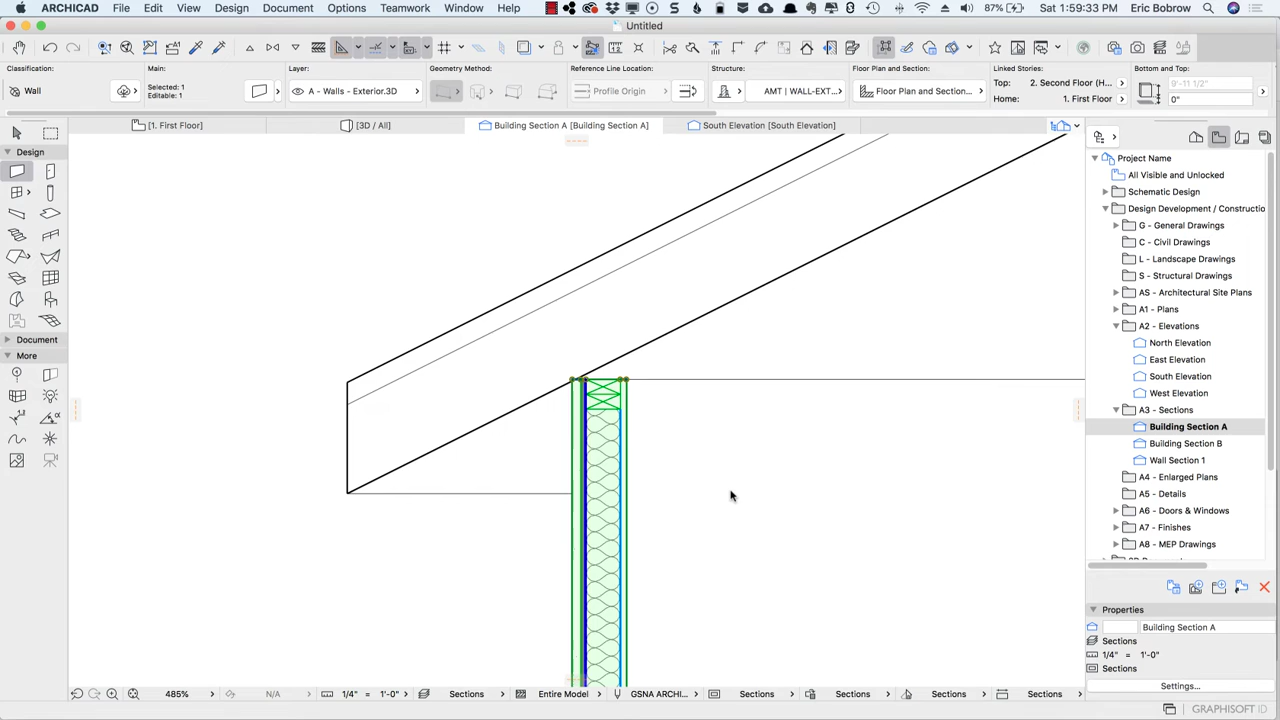 ARCHICAD File Edit View Design Document Options Teamwork Window Help 87% Sun 1:59:33 PM Eric Bobrow
Untitled
Classification: Main: Layer: Geometry Method: Reference Line Location: Structure: Floor Plan and Section: Linked Stories: Bottom and Top:
Wall Selected: 1 Editable: 1 A - Walls - Exterior.3D Profile Origin AMT | WALL-EXT... Floor Plan and Section... Top: 2. Second Floor (H... 9'-11 1/2"
Home: 1. First Floor 0"
[1. First Floor] [3D / All] Building Section A [Building Section A] South Elevation [South Elevation]
Design
Document
More
Project Name
All Visible and Unlocked
Schematic Design
Design Development / Constructio
G - General Drawings
C - Civil Drawings
L - Landscape Drawings
S - Structural Drawings
AS - Architectural Site Plans
A1 - Plans
A2 - Elevations
North Elevation
East Elevation
South Elevation
West Elevation
A3 - Sections
Building Section A
Building Section B
Wall Section 1
A4 - Enlarged Plans
A5 - Details
A6 - Doors & Windows
A7 - Finishes
A8 - MEP Drawings
Properties
Building Section A
Sections
1/4" = 1'-0"
Sections
Settings...
485% N/A 1/4" = 1'-0" Sections Entire Model GSNA ARCHI... Sections Sections Sections Sections
GRAPHISOFT ID